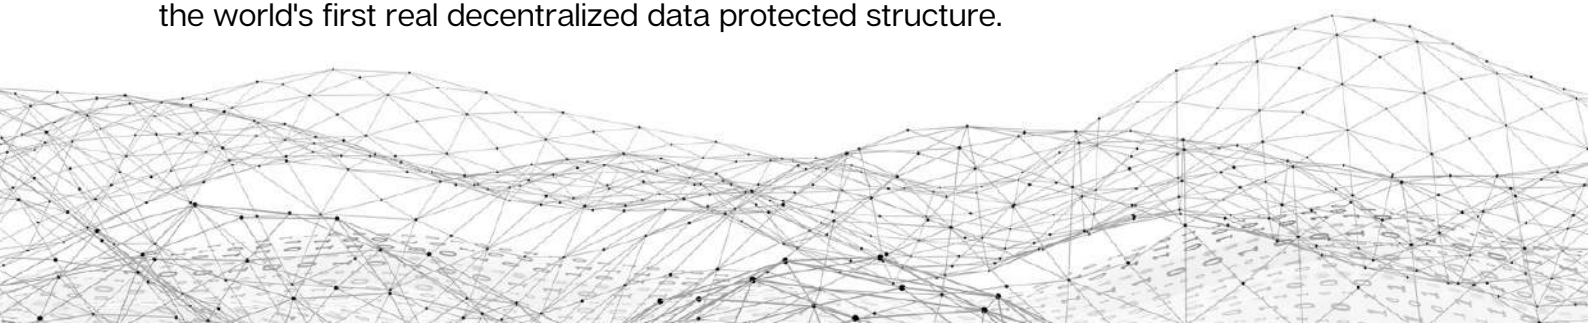 the world's first real decentralized data protected structure.